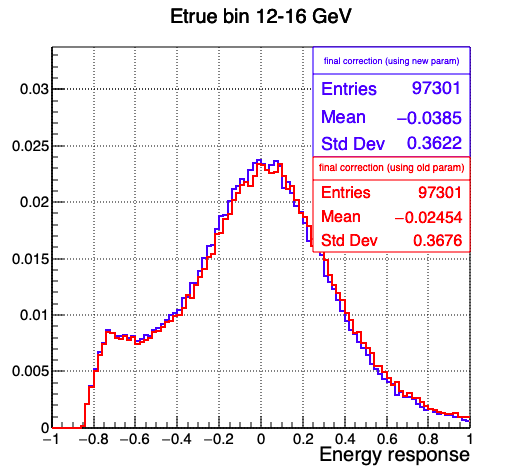 Etrue bin 12-16 GeV
final correction (using new param)
Entries 97301
Mean −0.0385
Std Dev 0.3622
final correction (using old param)
Entries 97301
Mean −0.02454
Std Dev 0.3676
0.03
0.025
0.02
0.015
0.01
0.005
0
−1 −0.8 −0.6 −0.4 −0.2 0 0.2 0.4 0.6 0.8 1
Energy response